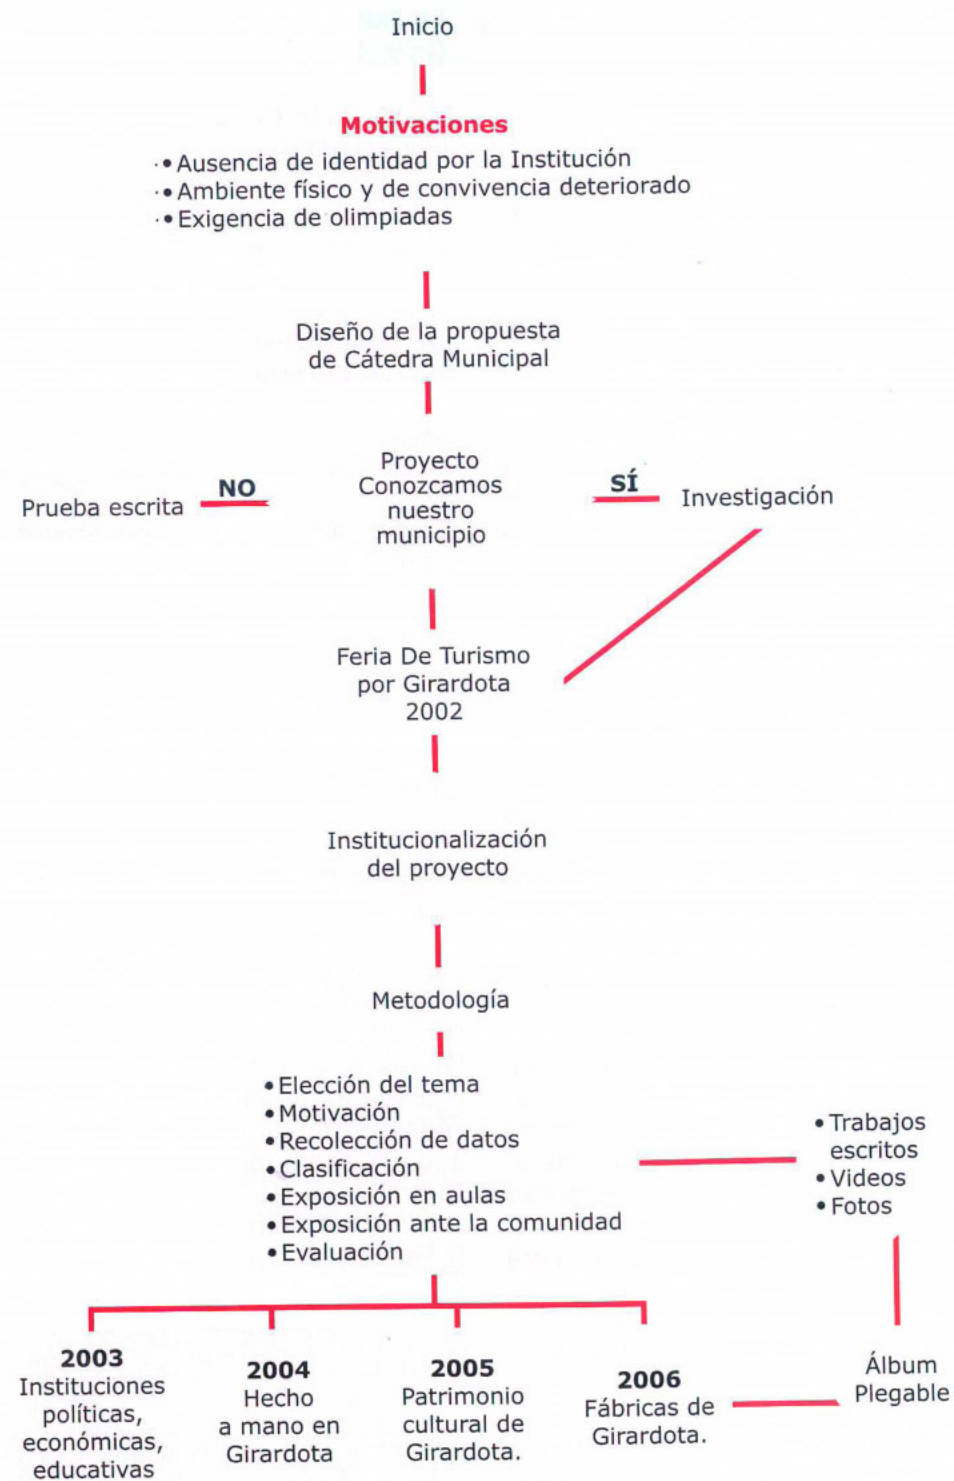 Inicio
Motivaciones
•Ausencia de identidad por la Institución
•Ambiente físico y de convivencia deteriorado
•Exigencia de olimpiadas
Diseño de la propuesta
de Cátedra Municipal
Prueba escrita
NO
Proyecto
Conozcamos
nuestro
municipio
SÍ
Investigación
Feria De Turismo
por Girardota
2002
Institucionalización
del proyecto
Metodología
•Elección del tema
•Motivación
•Recolección de datos
•Clasificación
•Exposición en aulas
•Exposición ante la comunidad
•Evaluación
•Trabajos
escritos
•Videos
•Fotos
2003
Instituciones
políticas,
económicas,
educativas
2004
Hecho
a mano en
Girardota
2005
Patrimonio
cultural de
Girardota.
2006
Fábricas de
Girardota.
Álbum
Plegable